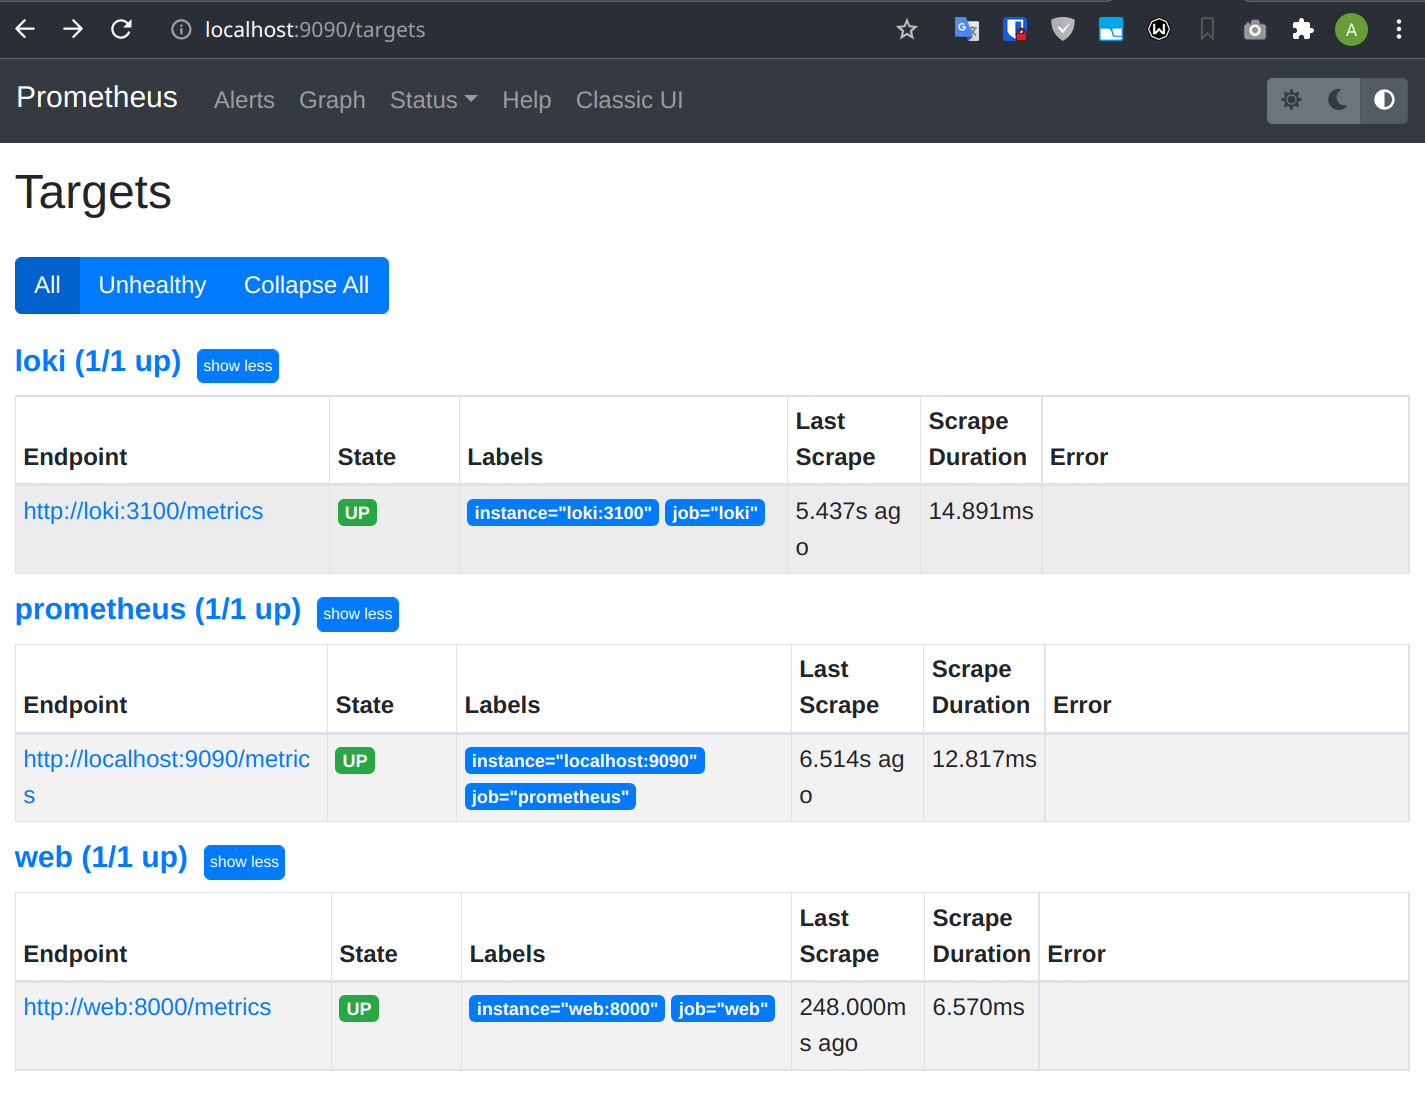 localhost:9090/targets
A
Prometheus Alerts Graph Status Help Classic UI
Targets
All Unhealthy Collapse All
loki (1/1 up) show less
Endpoint State Labels Last Scrape Scrape Duration Error
http://loki:3100/metrics UP instance="loki:3100" job="loki" 5.437s ag 14.891ms
o
prometheus (1/1 up) show less
Endpoint State Labels Last Scrape Scrape Duration Error
http://localhost:9090/metric UP instance="localhost:9090" 6.514s ag 12.817ms
s job="prometheus" o
web (1/1 up) show less
Endpoint State Labels Last Scrape Scrape Duration Error
http://web:8000/metrics UP instance="web:8000" job="web" 248.000m 6.570ms
s ago